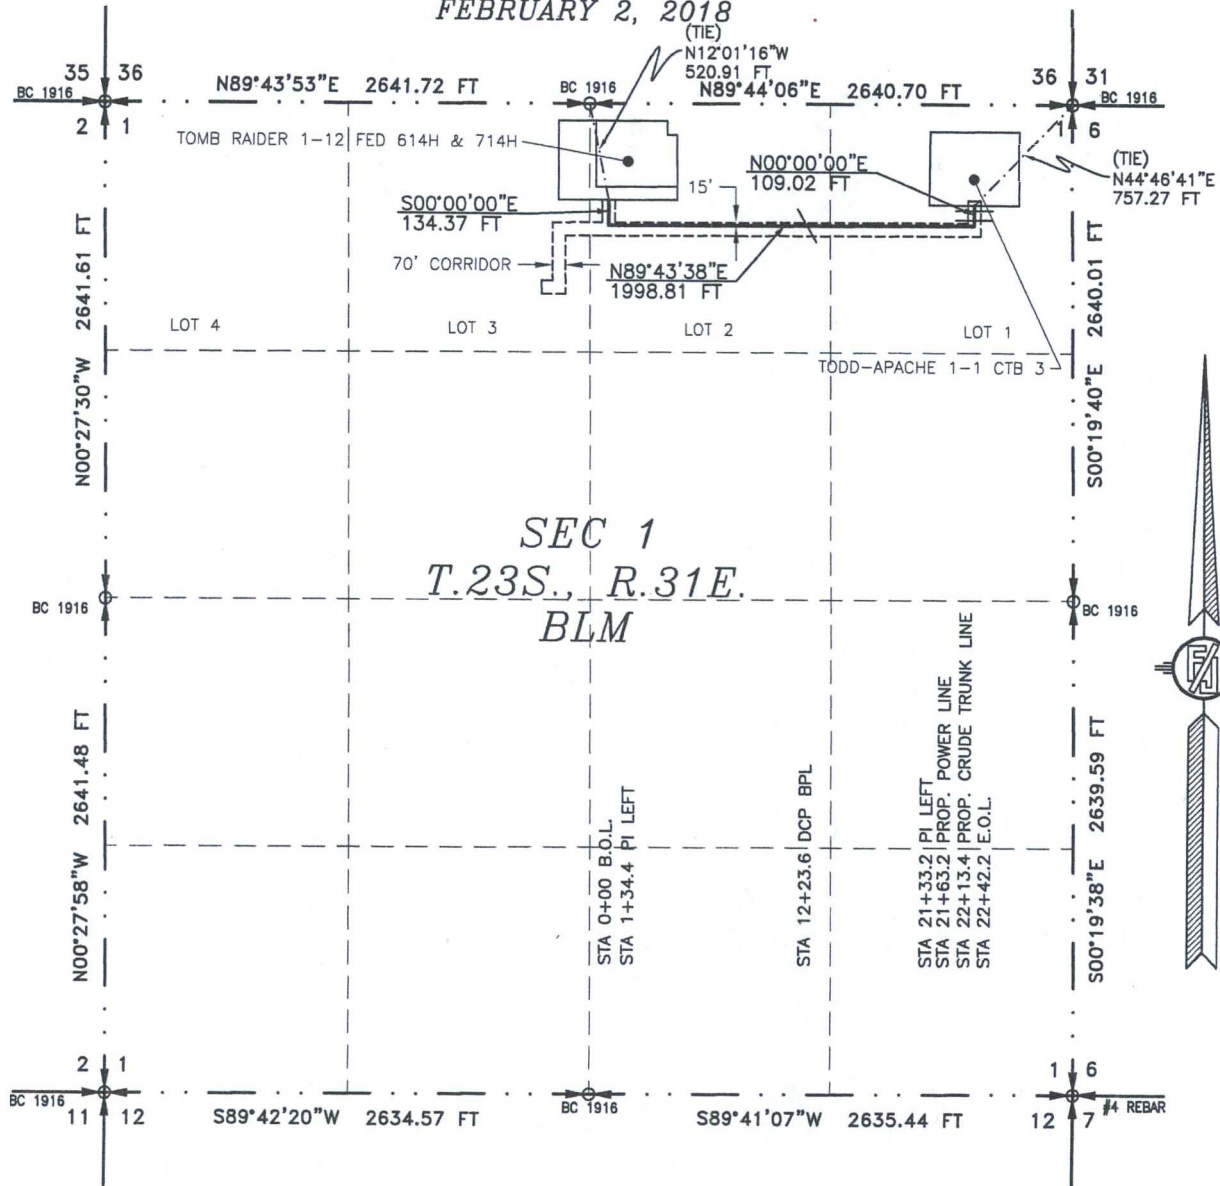 FEBRUARY 2, 2018
(TIE)
N12°01'16"W
520.91 FT
35 36
N89°43'53"E 2641.72 FT
BC 1916
N89°44'06"E 2640.70 FT
36 31
BC 1916
BC 1916
2 1
1 6
TOMB RAIDER 1-12 FED 614H & 714H
N00°00'00"E
109.02 FT
(TIE)
N44°46'41"E
757.27 FT
15'
S00°00'00"E
134.37 FT
70' CORRIDOR
N89°43'38"E
1998.81 FT
N00°27'30"W 2641.61 FT
S00°19'40"E 2640.01 FT
LOT 4
LOT 3
LOT 2
LOT 1
TODD-APACHE 1-1 CTB 3
SEC 1
T.23S., R.31E.
BLM
BC 1916
BC 1916
N00°27'58"W 2641.48 FT
STA 0+00 B.O.L.
STA 1+34.4 PI LEFT
STA 12+23.6 DCP BPL
STA 21+33.2 PI LEFT
STA 21+63.2 PROP. POWER LINE
STA 22+13.4 PROP. CRUDE TRUNK LINE
STA 22+42.2 E.O.L.
S00°19'38"E 2639.59 FT
2 1
1 6
BC 1916
11 12
S89°42'20"W 2634.57 FT
BC 1916
S89°41'07"W 2635.44 FT
12 7
#4 REBAR